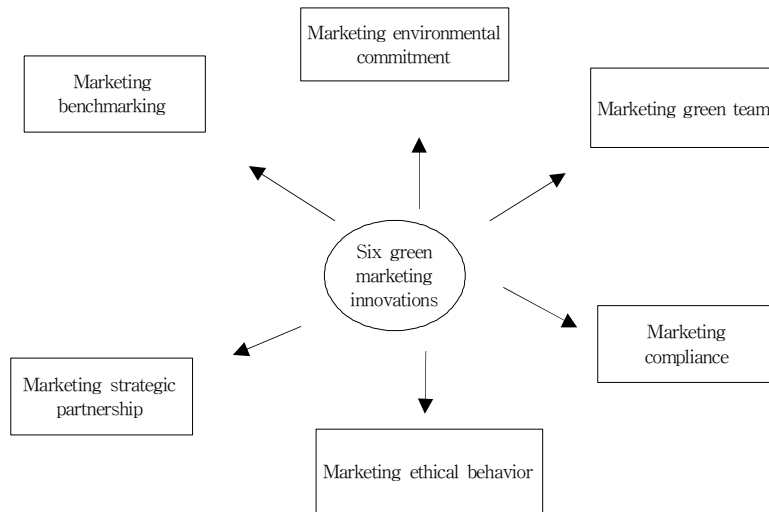 Marketing environmental
commitment
Marketing
benchmarking
Marketing green team
Six green
marketing
innovations
Marketing
compliance
Marketing strategic
partnership
Marketing ethical behavior